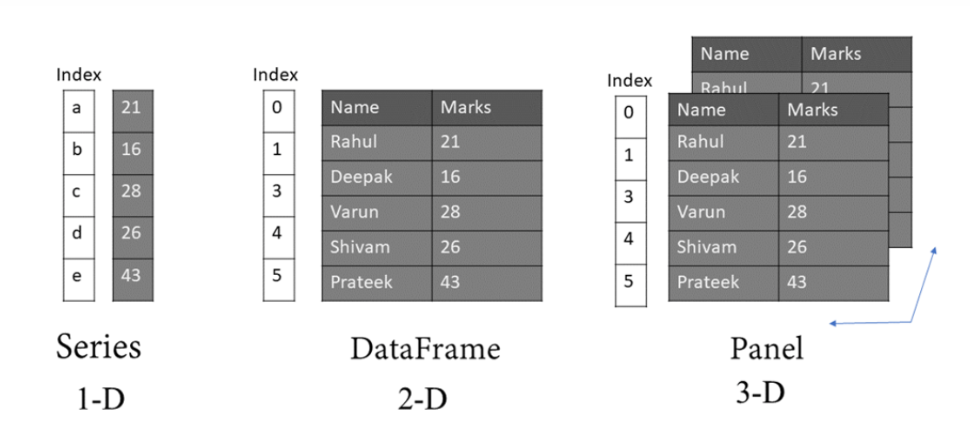 Index
a 21
b 16
c 28
d 26
e 43
Series
1-D
Index
0
1
3
4
5
Name Marks
Rahul 21
Deepak 16
Varun 28
Shivam 26
Prateek 43
DataFrame
2-D
Name Marks
Rahul 21
Index
0
1
3
4
5
Name Marks
Rahul 21
Deepak 16
Varun 28
Shivam 26
Prateek 43
Panel
3-D